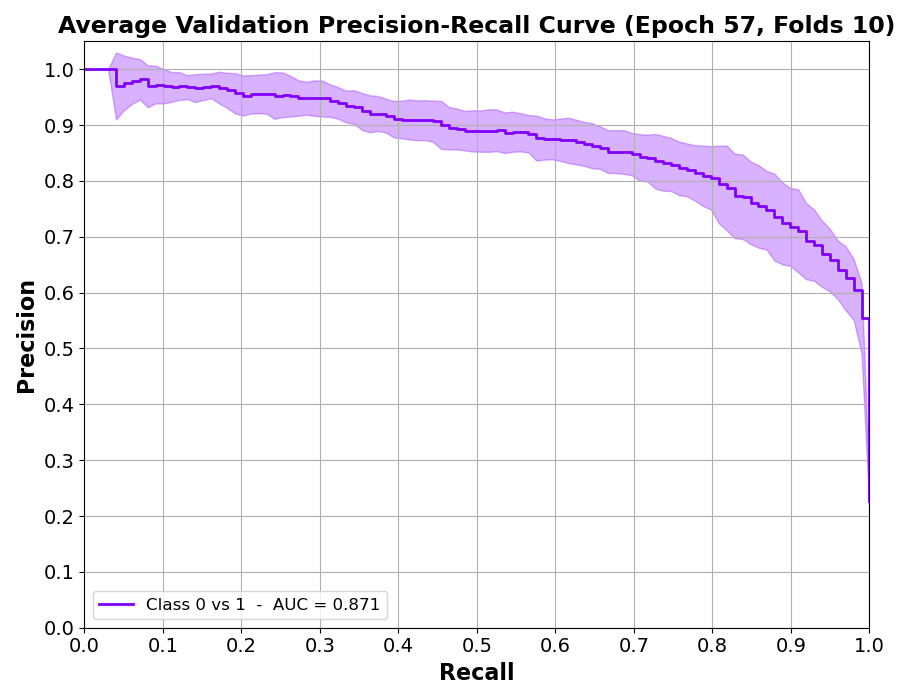 Average Validation Precision-Recall Curve (Epoch 57, Folds 10)
Precision
1.0
0.9
0.8
0.7
0.6
0.5
0.4
0.3
0.2
0.1
0.0
Class 0 vs 1 - AUC = 0.871
0.0 0.1 0.2 0.3 0.4 0.5 0.6 0.7 0.8 0.9 1.0
Recall